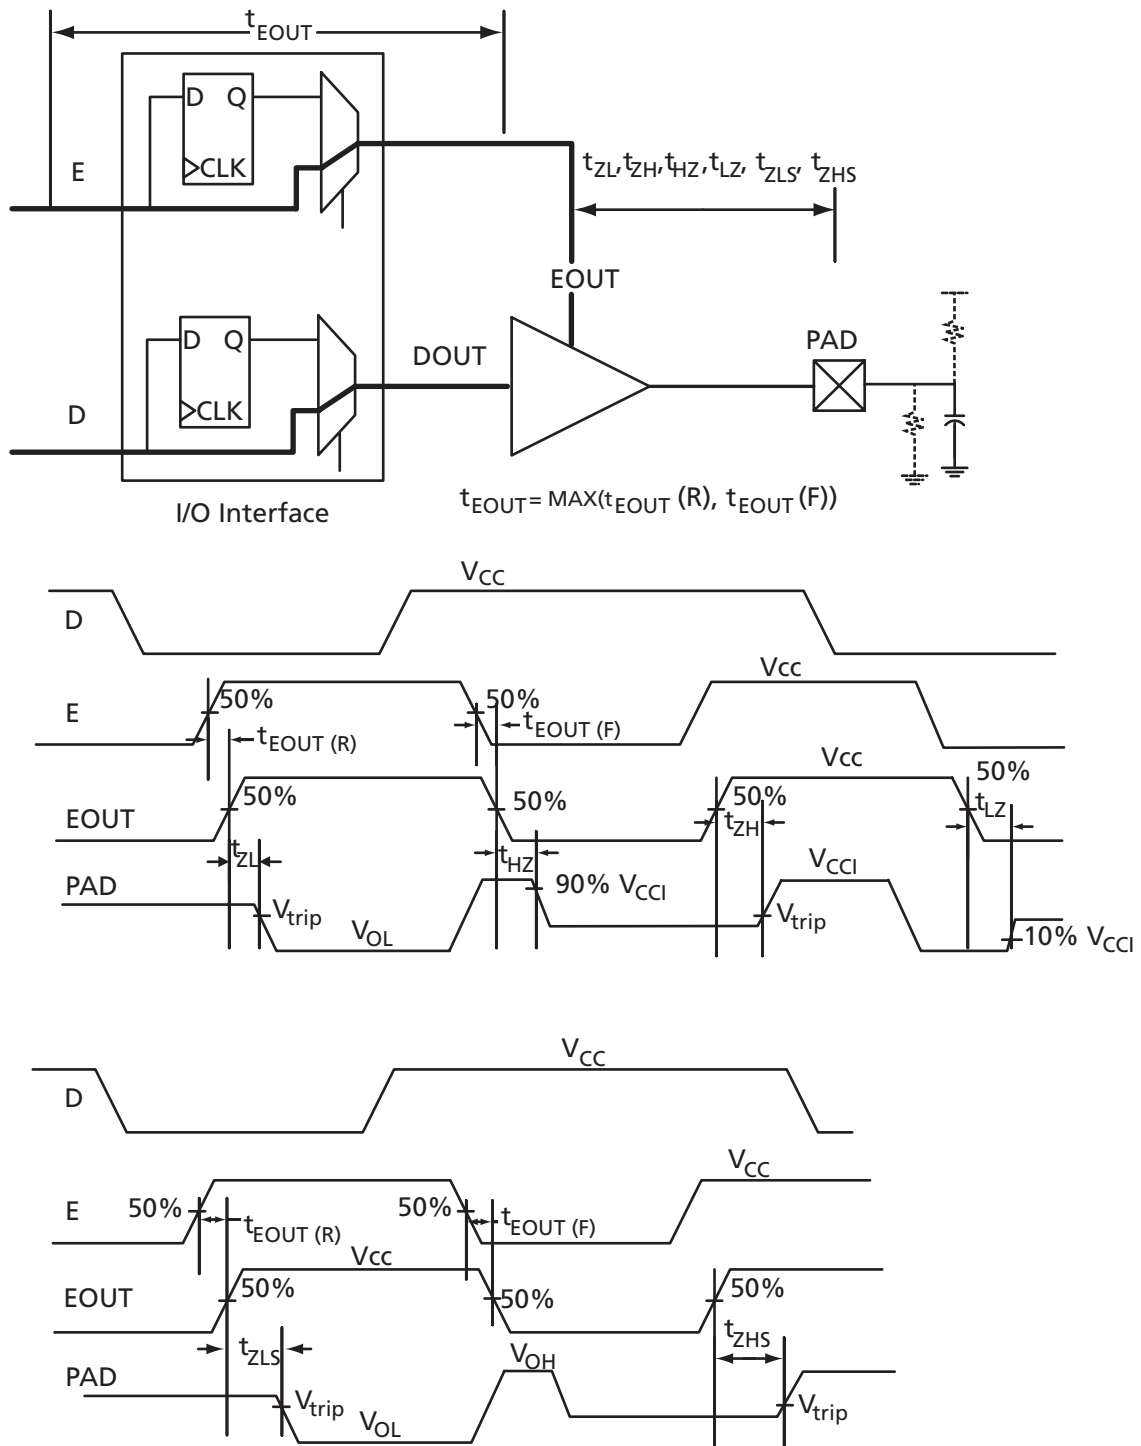 tEOUT
D Q
CLK
E
tZL, tZH, tHZ, tLZ, tZLS, tZHS
EOUT
D Q
CLK
DOUT
PAD
D
I/O Interface
tEOUT = MAX(tEOUT (R), tEOUT (F))
VCC
D
Vcc
E
50%
50%
tEOUT (R)
tEOUT (F)
Vcc
50%
50%
50%
50%
EOUT
tZL
tHZ
tZH
tLZ
PAD
Vtrip
VOL
90% VCCI
Vtrip
VCCI
10% VCCI
VCC
D
VCC
E
50%
50%
tEOUT (R)
tEOUT (F)
Vcc
EOUT
50%
50%
50%
tZLS
tZHS
PAD
VOH
Vtrip
VOL
Vtrip